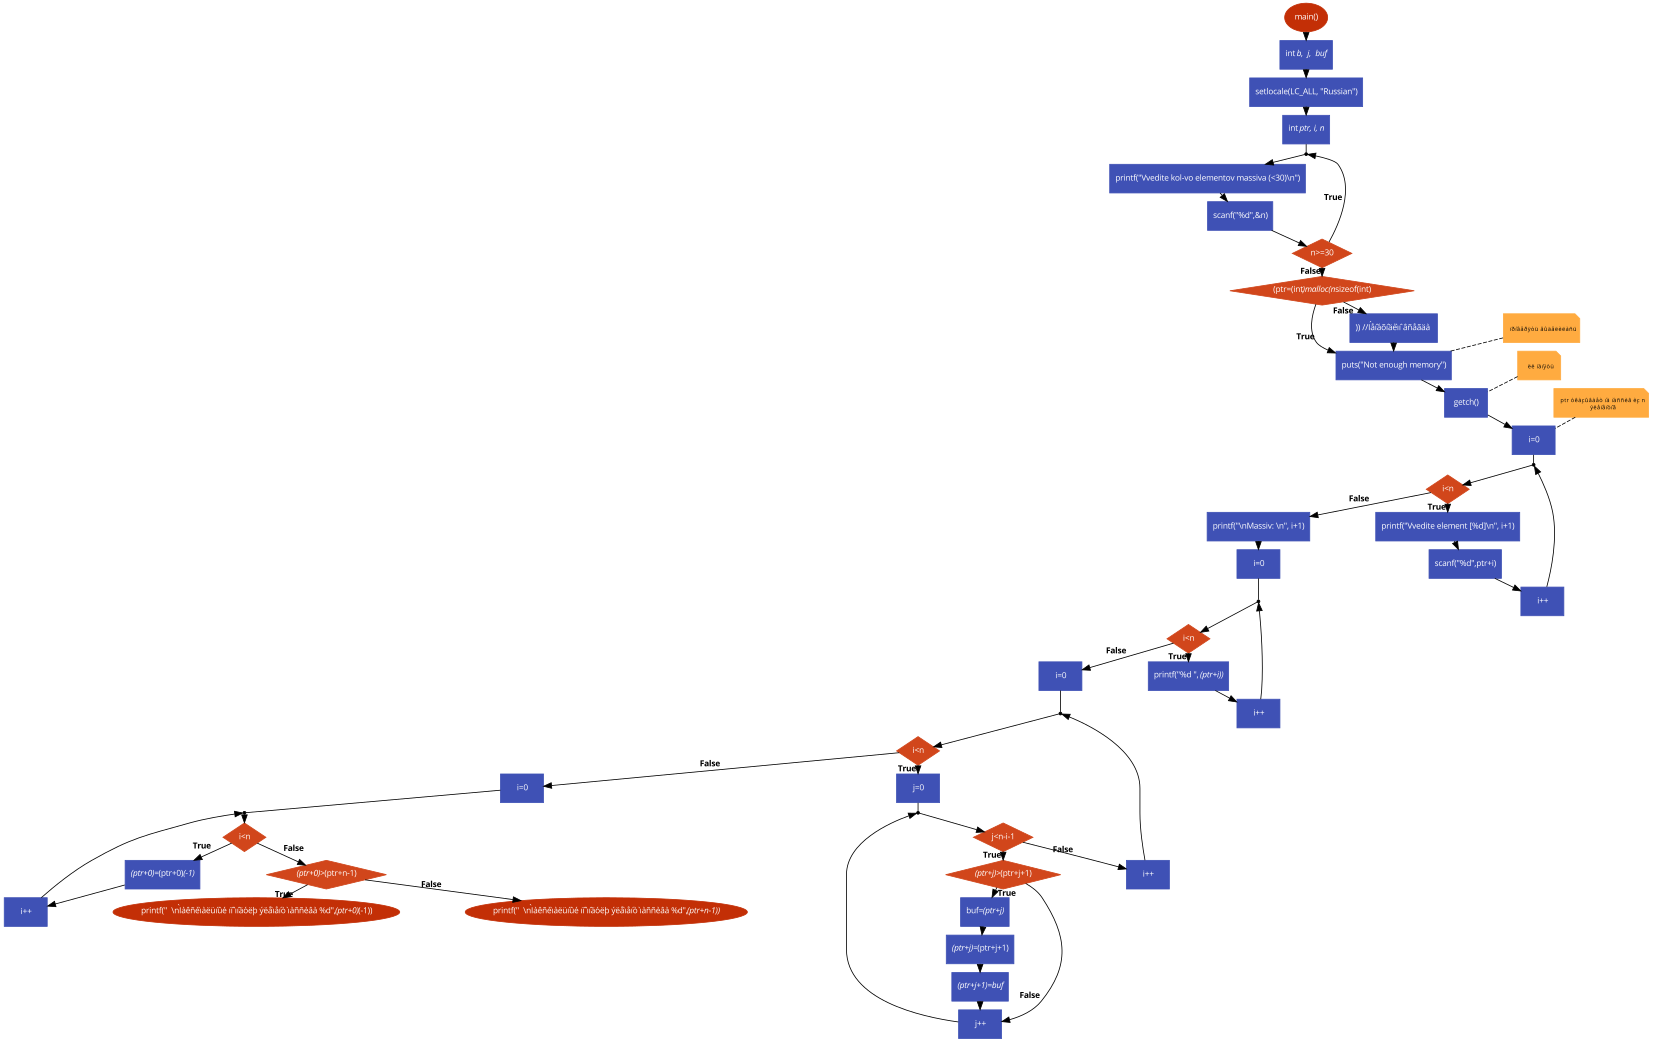 main()
int b, j, buf
setlocale(LC_ALL, "Russian")
int ptr, i, n
printf("Vvedite kol-vo elementov massiva (<30)\n")
scanf("%d",&n)
True
n>=30
False
(ptr=(int)malloc(nsizeof(int)
False
True
puts("Not enough memory")
getch()
i=0
i<n
False
True
printf("\nMassiv: \n", i+1)
printf("Vvedite element [%d]\n", i+1)
i=0
scanf("%d",ptr+i)
i++
i<n
False
True
i=0
printf("%d ", (ptr+i))
i++
i<n
False
True
i=0
j=0
i<n
j<n-i-1
True
False
True
False
(ptr+0)=(ptr+0)(-1)
(ptr+0)>(ptr+n-1)
(ptr+j)>(ptr+j+1)
i++
True
False
True
i++
buf=(ptr+j)
(ptr+j)=(ptr+j+1)
(ptr+j+1)=buf
False
j++